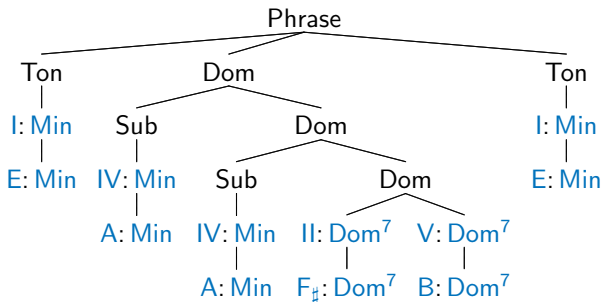 Phrase
Ton Dom Ton
I: Min Sub Dom I: Min
E: Min IV: Min Sub Dom E: Min
A: Min IV: Min II: Dom⁷ V: Dom⁷
A: Min F♯: Dom⁷ B: Dom⁷